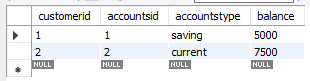 customerid accountsid accountstype balance
1 1 saving 5000
2 2 current 7500
NULL NULL NULL NULL